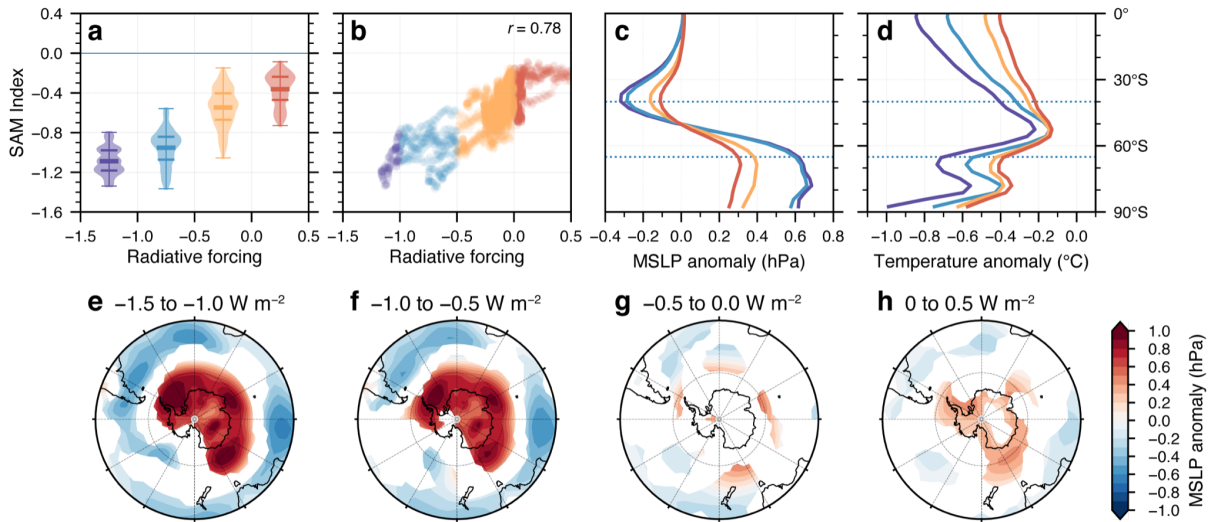 a
0.4
0.0
−0.4
−0.8
−1.2
−1.6
SAM Index
−1.5 −1.0 −0.5 0.0 0.5
Radiative forcing
b
r = 0.78
−1.5 −1.0 −0.5 0.0 0.5
Radiative forcing
c
−0.4 −0.2 0.0 0.2 0.4 0.6 0.8
MSLP anomaly (hPa)
d
0°
30°S
60°S
90°S
−1.0 −0.8 −0.6 −0.4 −0.2 0.0
Temperature anomaly (°C)
e −1.5 to −1.0 W m⁻²
f −1.0 to −0.5 W m⁻²
g −0.5 to 0.0 W m⁻²
h 0 to 0.5 W m⁻²
1.0
0.8
0.6
0.4
0.2
0.0
−0.2
−0.4
−0.6
−0.8
−1.0
MSLP anomaly (hPa)